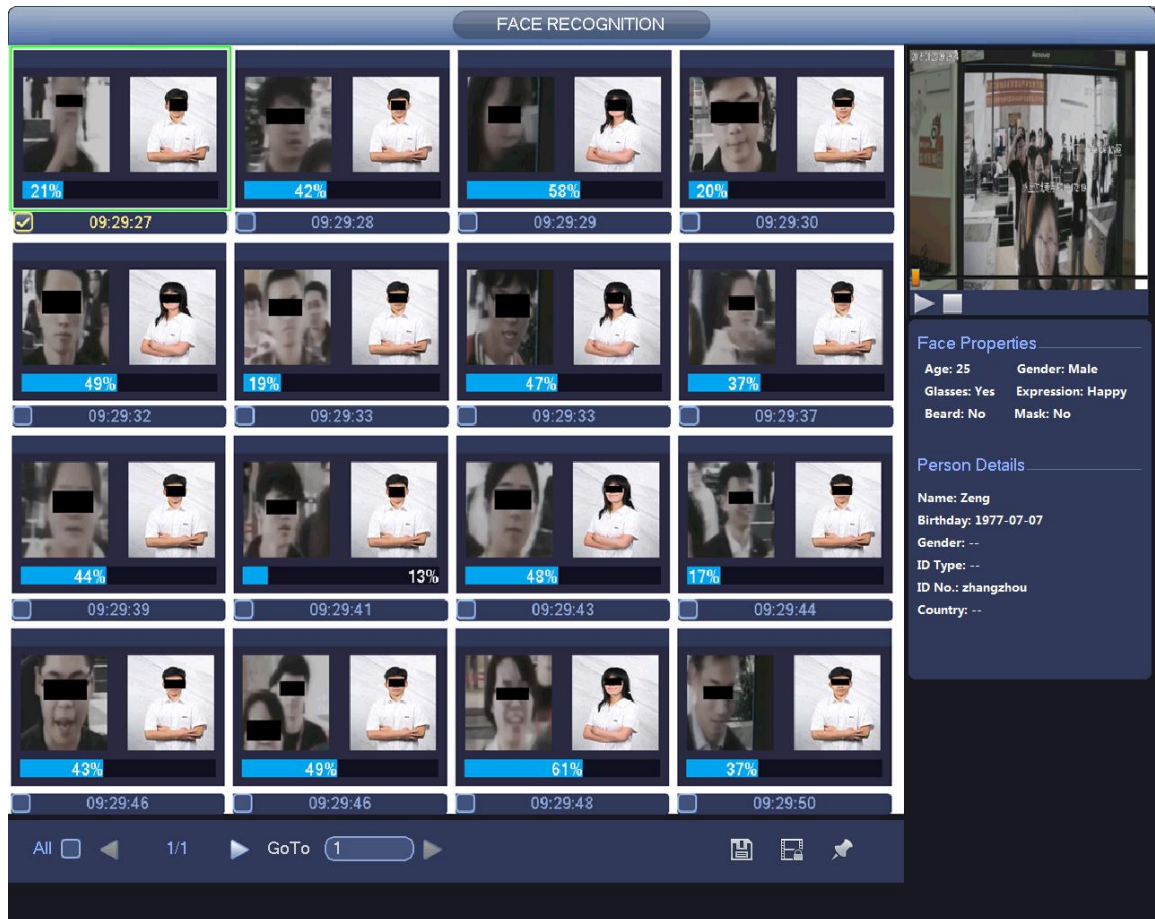 FACE RECOGNITION
21% 42% 58% 20%
09:29:27 09:29:28 09:29:29 09:29:30
49% 19% 47% 37%
09:29:32 09:29:33 09:29:33 09:29:37
44% 13% 48% 17%
09:29:39 09:29:41 09:29:43 09:29:44
43% 49% 61% 37%
09:29:46 09:29:46 09:29:48 09:29:50
All 1/1 GoTo 1
Face Properties
Age: 25 Gender: Male
Glasses: Yes Expression: Happy
Beard: No Mask: No
Person Details
Name: Zeng
Birthday: 1977-07-07
Gender: --
ID Type: --
ID No.: zhangzhou
Country: --